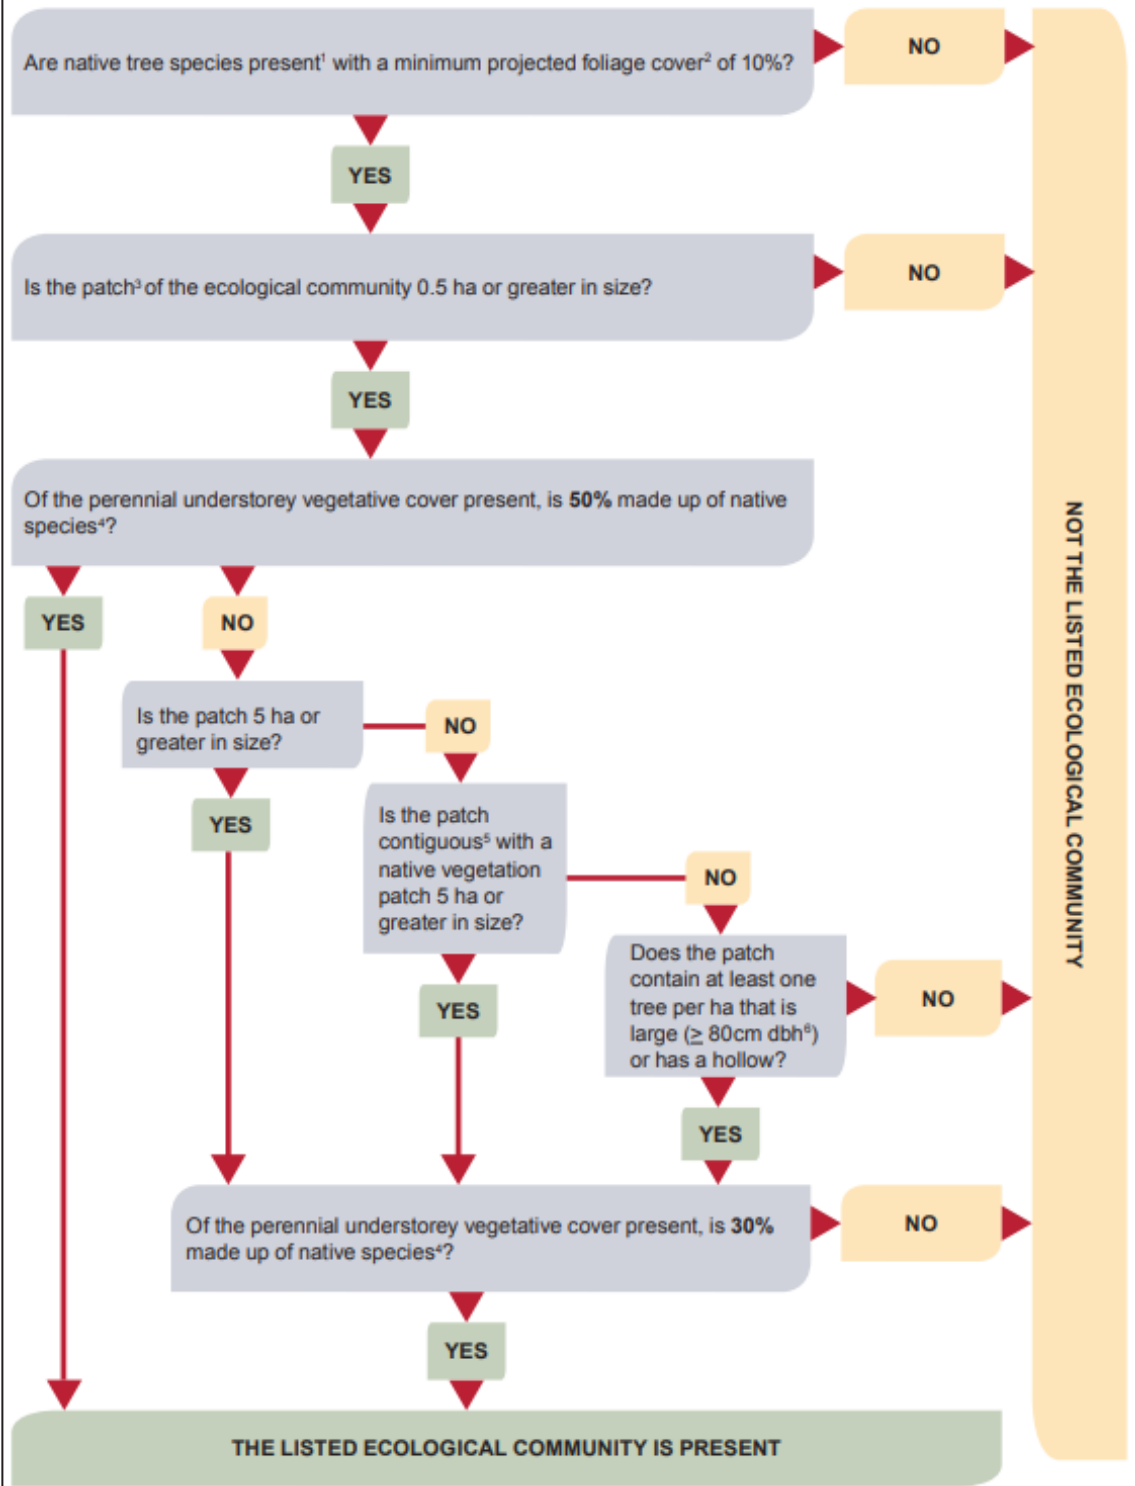 Are native tree species present¹ with a minimum projected foliage cover² of 10%?
NO
YES
Is the patch³ of the ecological community 0.5 ha or greater in size?
NO
YES
Of the perennial understorey vegetative cover present, is 50% made up of native
species⁴?
YES
NO
Is the patch 5 ha or
greater in size?
NO
YES
Is the patch
contiguous⁵ with a
native vegetation
patch 5 ha or
greater in size?
NO
YES
Does the patch
contain at least one
tree per ha that is
large (≥ 80cm dbh⁶)
or has a hollow?
NO
YES
Of the perennial understorey vegetative cover present, is 30%
made up of native species⁴?
NO
YES
THE LISTED ECOLOGICAL COMMUNITY IS PRESENT
NOT THE LISTED ECOLOGICAL COMMUNITY